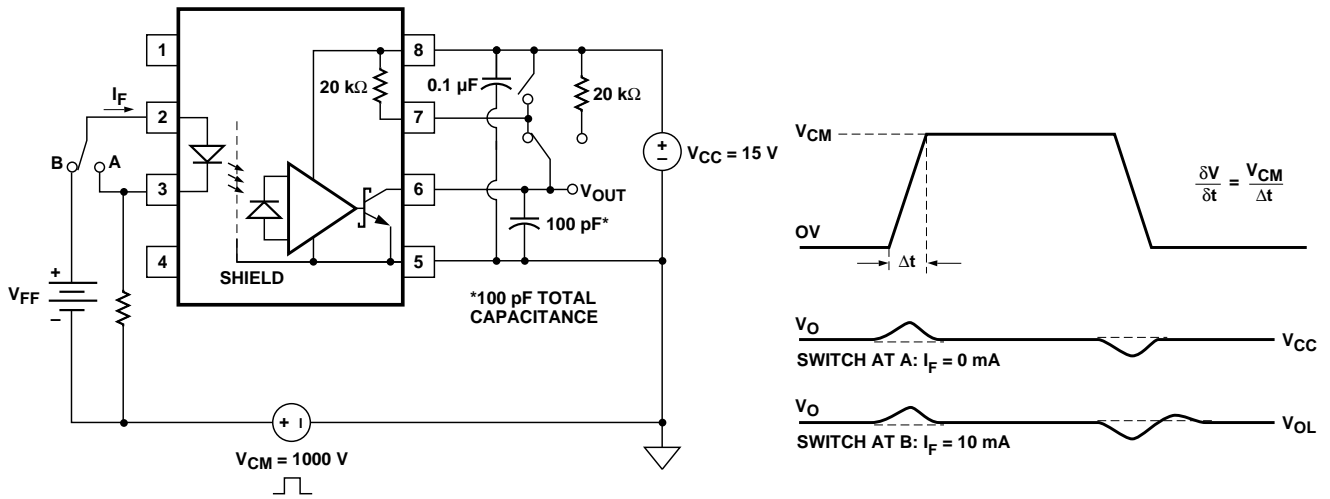 1
8
20 kΩ
0.1 µF
20 kΩ
I_F
2
7
B
A
V_CC = 15 V
3
6
V_OUT
100 pF*
4
SHIELD
5
V_FF
*100 pF TOTAL
CAPACITANCE
V_CM = 1000 V
V_CM
δV/δt = V_CM/Δt
OV
Δt
V_O
V_CC
SWITCH AT A: I_F = 0 mA
V_O
V_OL
SWITCH AT B: I_F = 10 mA